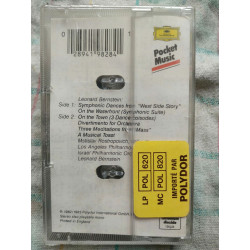 Pocket
Music
0 28941 98284
Leonard Bernstein
Side 1: Symphonic Dances from "West Side Story"
On the Waterfront (Symphonic Suite)
Side 2: On the Town (3 Dance Episodes)
Divertimento for Orchestra
Three Meditations from "Mass"
A Musical Toast
Mstislav Rostropovich
Los Angeles Philharmonic
Israel Philharmonic
Leonard Bernstein
Printed in England
LP POL 620
MC POL 820
IMPORTÉ PAR
POLYDOR